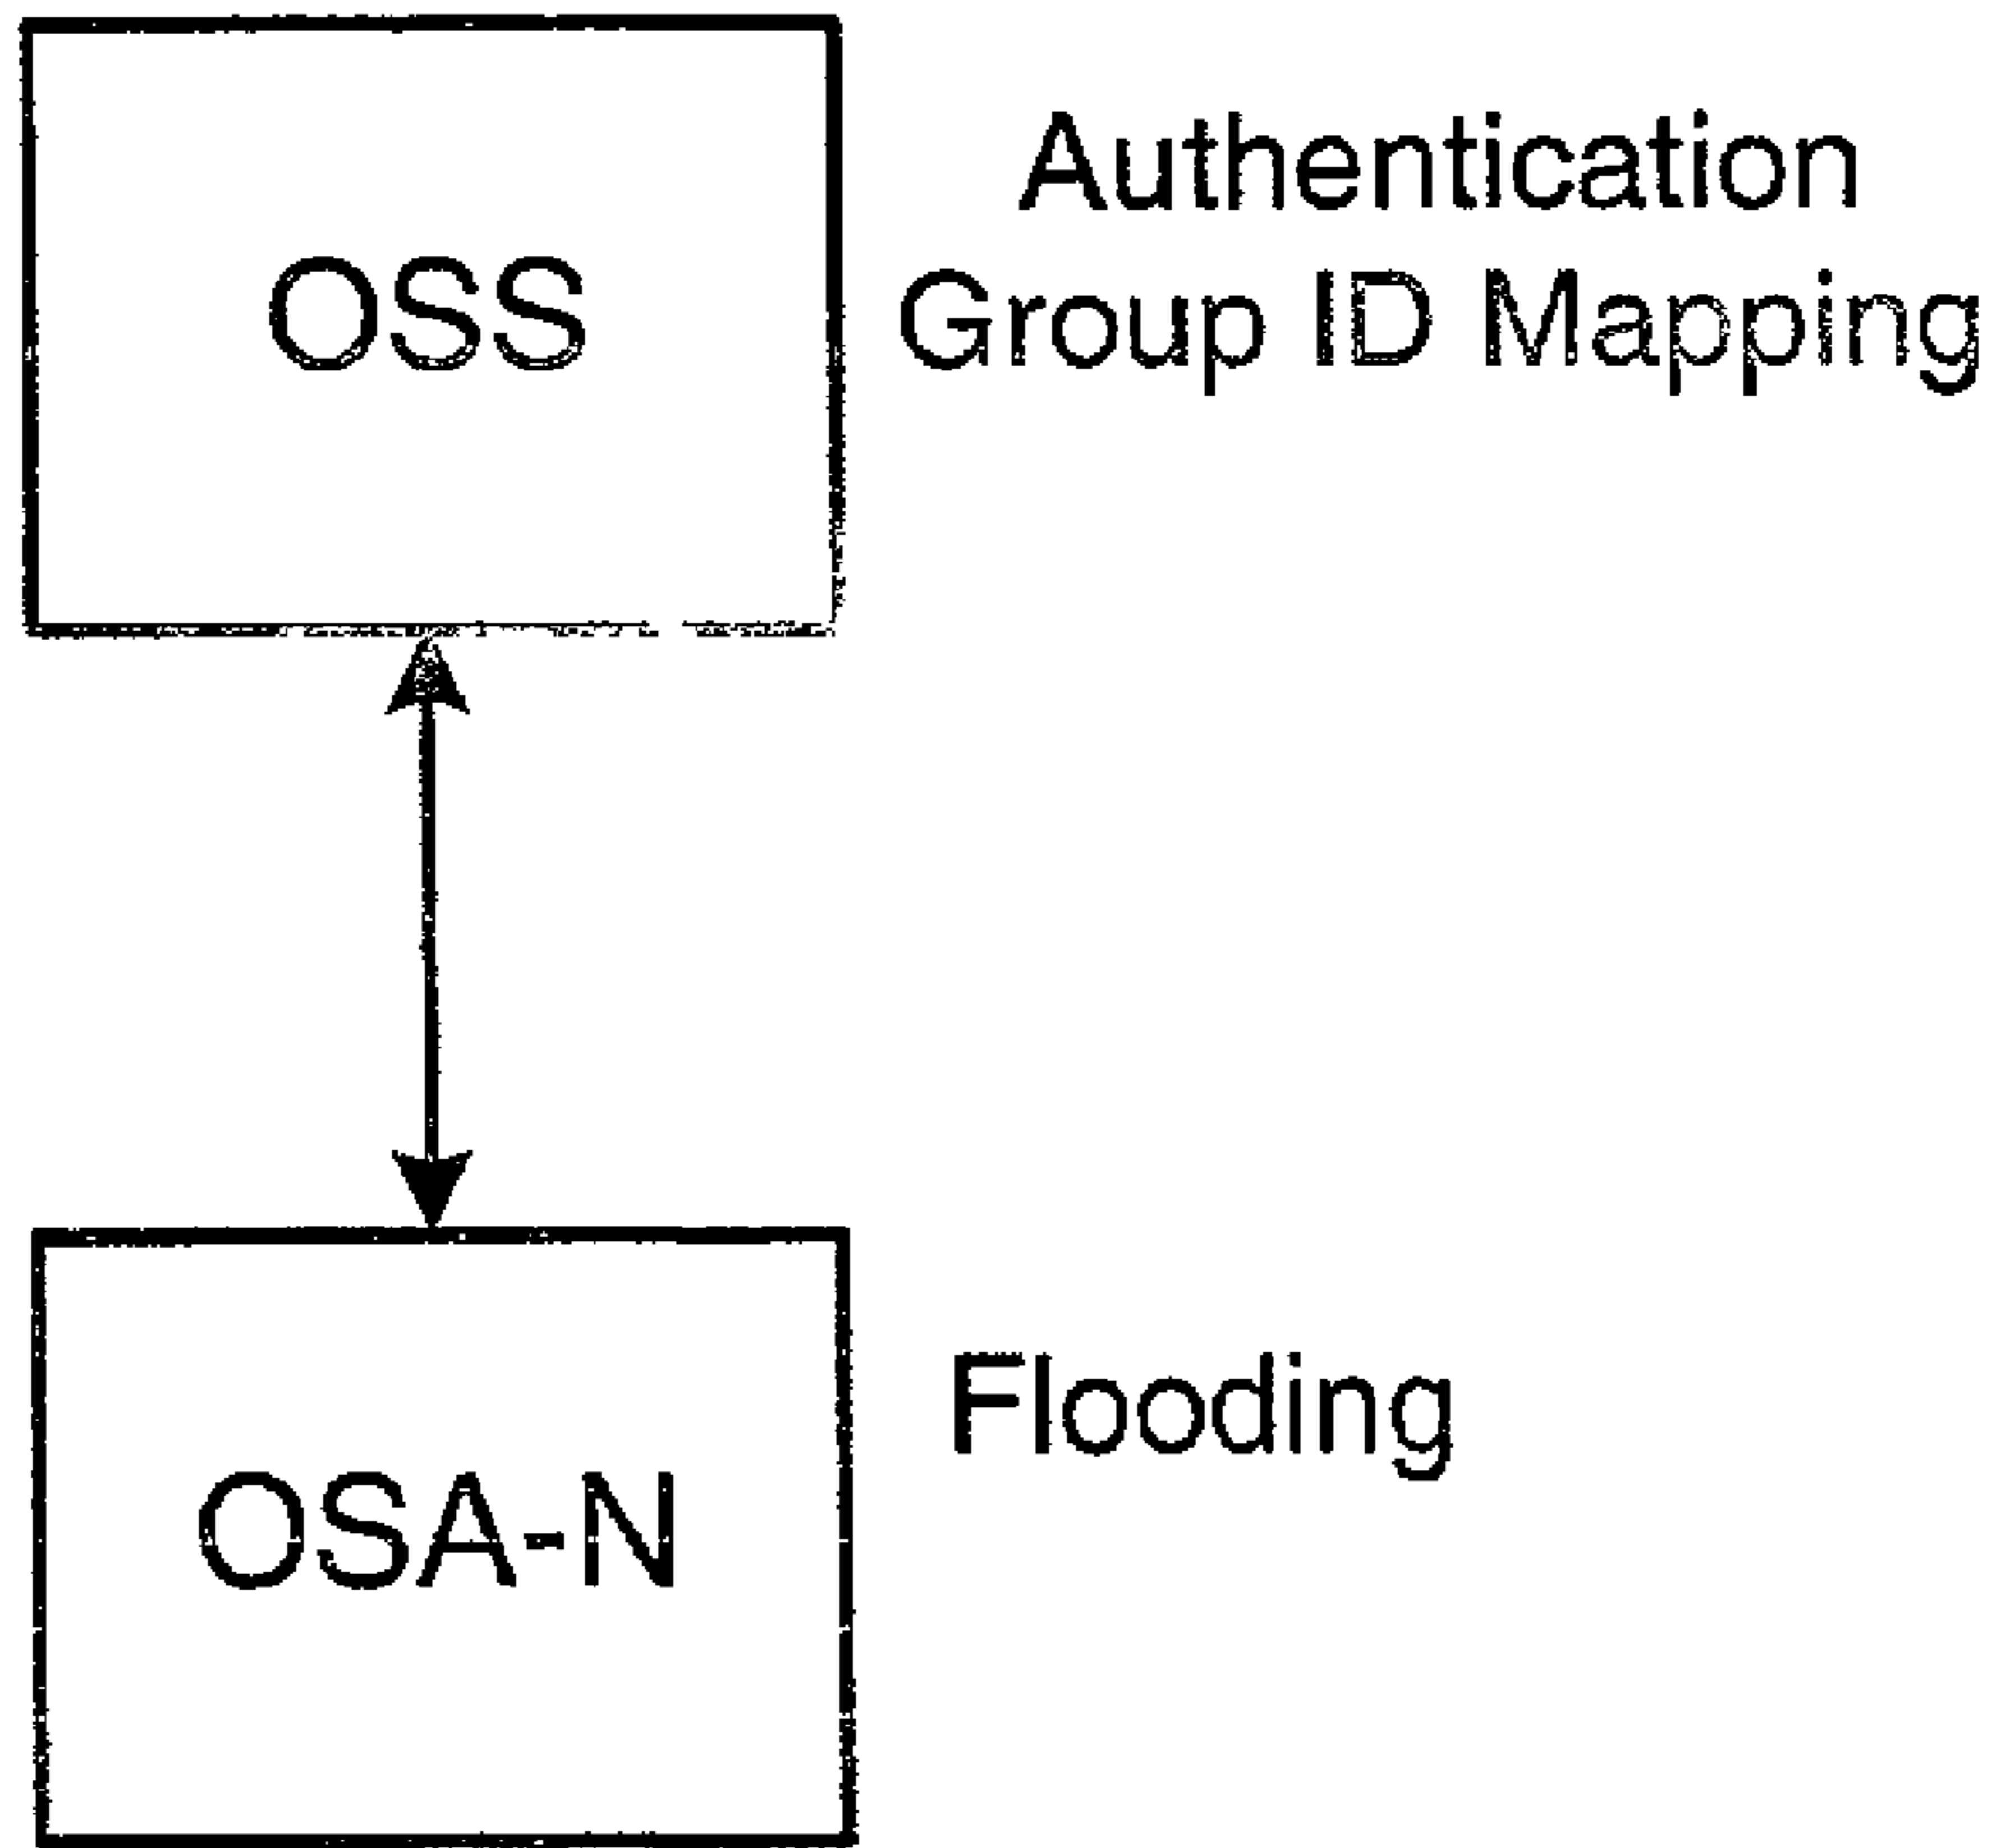 Authentication
OSS
Group ID Mapping
Flooding
OSA-N